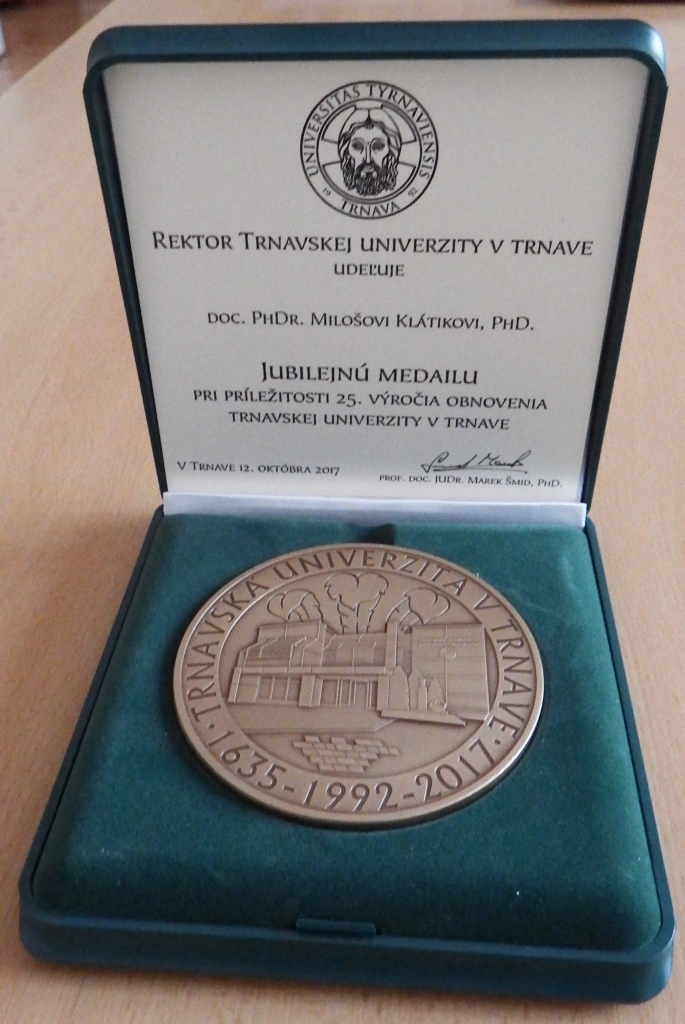 UNIVERSITAS TYRNAVIENSIS
19 92
TRNAVA
REKTOR TRNAVSKEJ UNIVERZITY V TRNAVE
UDEĽUJE
DOC. PHDR. MILOŠOVI KLÁTIKOVI, PHD.
JUBILEJNÚ MEDAILU
PRI PRÍLEŽITOSTI 25. VÝROČIA OBNOVENIA
TRNAVSKEJ UNIVERZITY V TRNAVE
V TRNAVE 12. OKTÓBRA 2017
PROF. DOC. JUDR. MAREK ŠMID, PHD.
·TRNAVSKÁ UNIVERZITA V TRNAVE·
1635-1992-2017